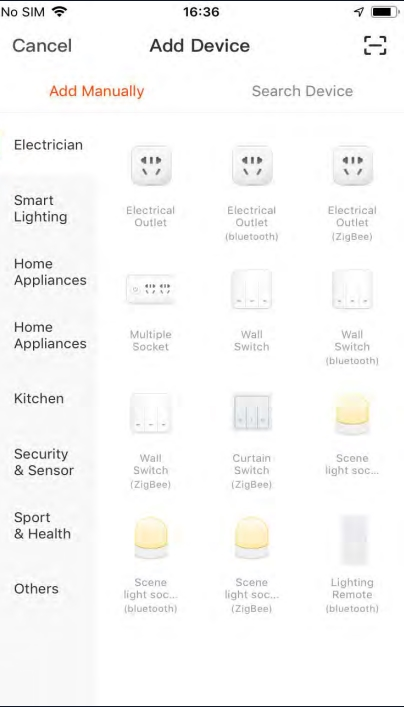 No SIM 16:36
Cancel Add Device
Add Manually Search Device
Electrician
Smart
Lighting
Home
Appliances
Home
Appliances
Kitchen
Security
& Sensor
Sport
& Health
Others
Electrical
Outlet
Electrical
Outlet
(bluetooth)
Electrical
Outlet
(ZigBee)
Multiple
Socket
Wall
Switch
Wall
Switch
(bluetooth)
Wall
Switch
(ZigBee)
Curtain
Switch
(ZigBee)
Scene
light soc...
Scene
light soc...
(bluetooth)
Scene
light soc...
(ZigBee)
Lighting
Remote
(bluetooth)